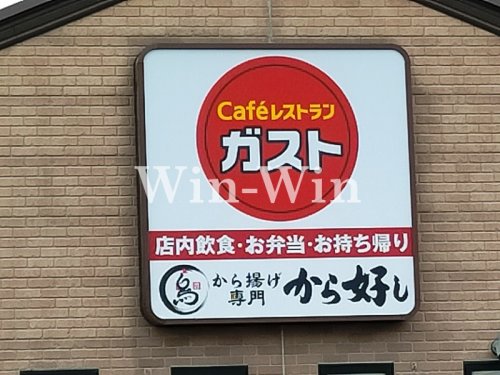 Caféレストラン
ガスト
Win-Win
店内飲食・お弁当・お持ち帰り
から揚げ
専門
から好し